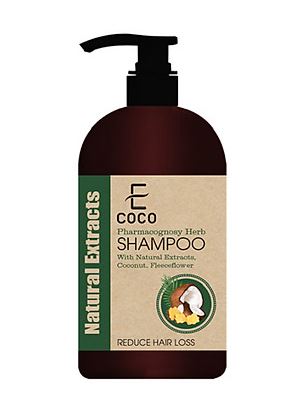 Natural Extracts
E
COCO
Pharmacognosy Herb
SHAMPOO
With Natural Extracts,
Coconut, Fleeceflower
REDUCE HAIR LOSS